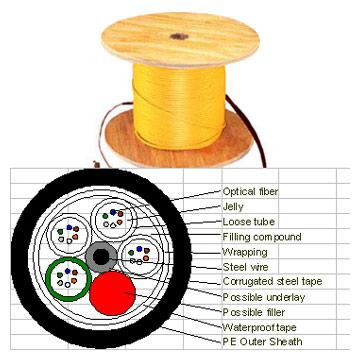 Optical fiber
Jelly
Loose tube
Filling compound
Wrapping
Steel wire
Corrugated steel tape
Possible underlay
Possible filler
Waterproof tape
PE Outer Sheath